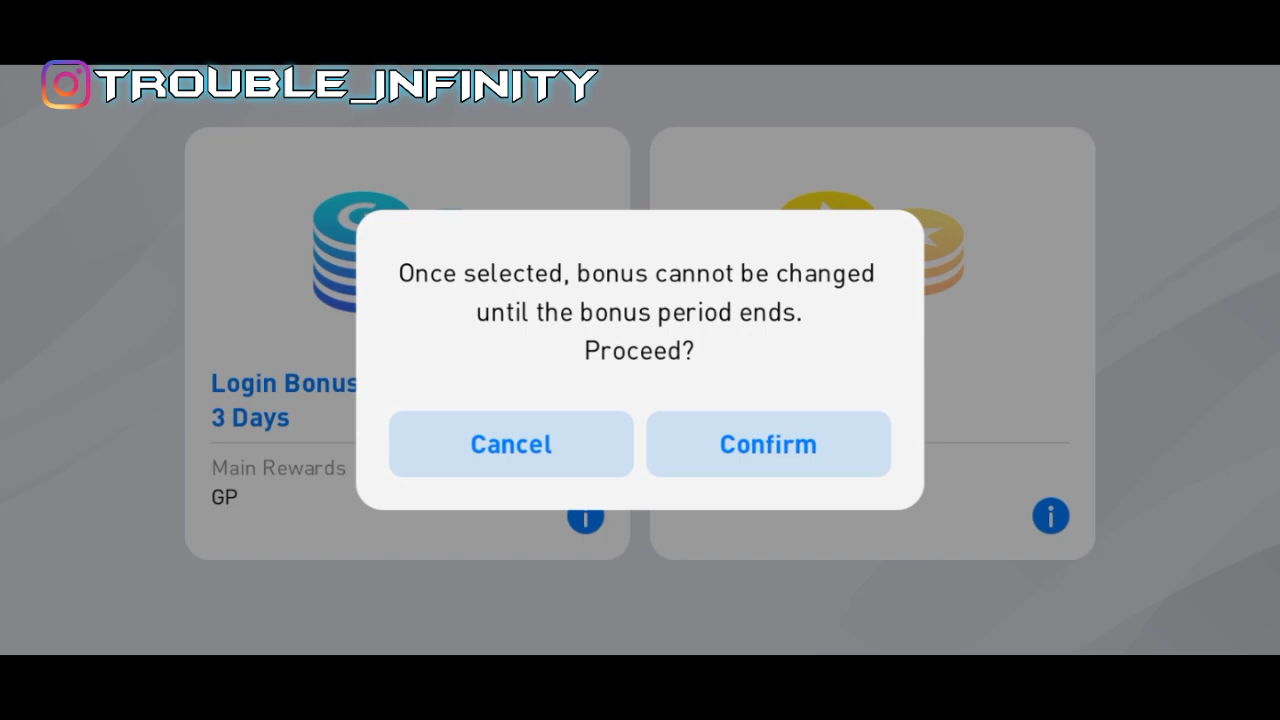 TROUBLE_INFINITY
Once selected, bonus cannot be changed
until the bonus period ends.
Proceed?
Cancel
Confirm
Login Bonus
3 Days
Main Rewards
GP